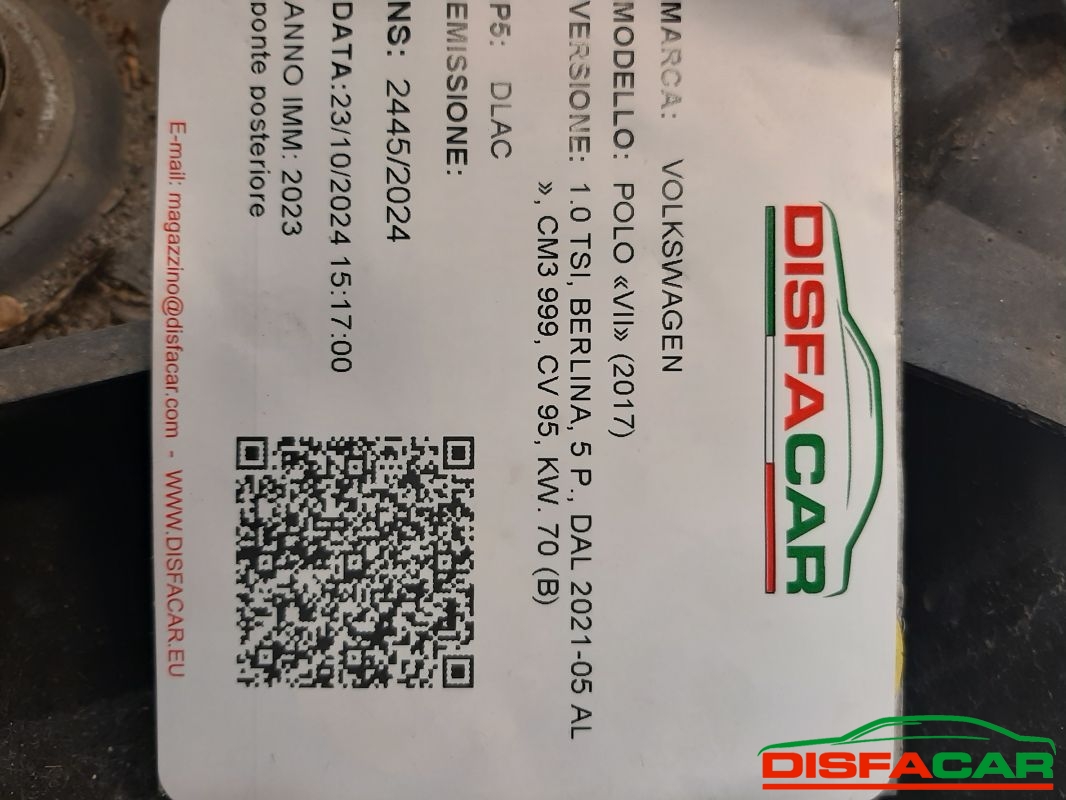 DISFACAR
MARCA: VOLKSWAGEN
MODELLO: POLO «VII» (2017)
VERSIONE: 1.0 TSI, BERLINA, 5 P., DAL 2021-05 AL
», CM3 999, CV 95, KW. 70 (B)
P5: DLAC
EMISSIONE:
NS: 2445/2024
DATA:23/10/2024 15:17:00
ANNO IMM: 2023
ponte posteriore
E-mail: magazzino@disfacar.com - WWW.DISFACAR.EU
DISFACAR